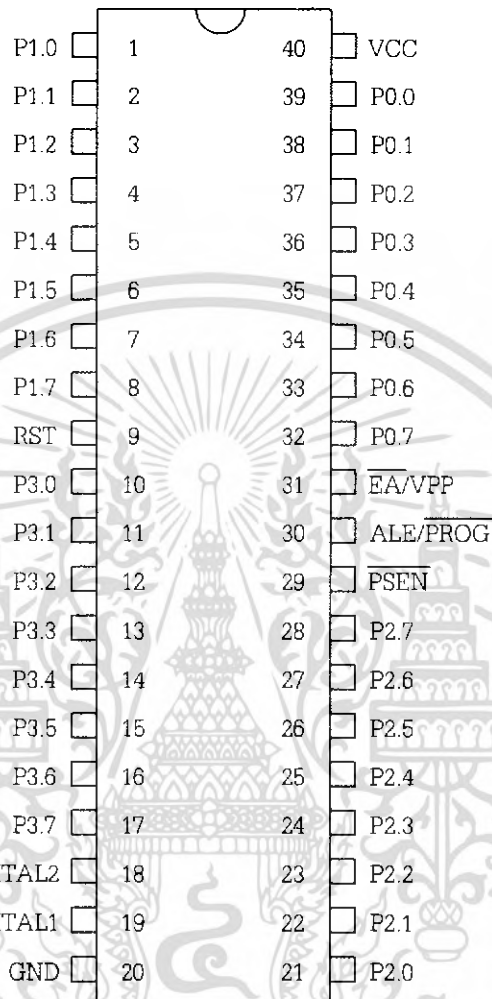 P1.0 1 40 VCC
P1.1 2 39 P0.0
P1.2 3 38 P0.1
P1.3 4 37 P0.2
P1.4 5 36 P0.3
P1.5 6 35 P0.4
P1.6 7 34 P0.5
P1.7 8 33 P0.6
RST 9 32 P0.7
P3.0 10 31 E̅A̅/VPP
P3.1 11 30 ALE/P̅R̅O̅G̅
P3.2 12 29 P̅S̅E̅N̅
P3.3 13 28 P2.7
P3.4 14 27 P2.6
P3.5 15 26 P2.5
P3.6 16 25 P2.4
P3.7 17 24 P2.3
TAL2 18 23 P2.2
TAL1 19 22 P2.1
GND 20 21 P2.0